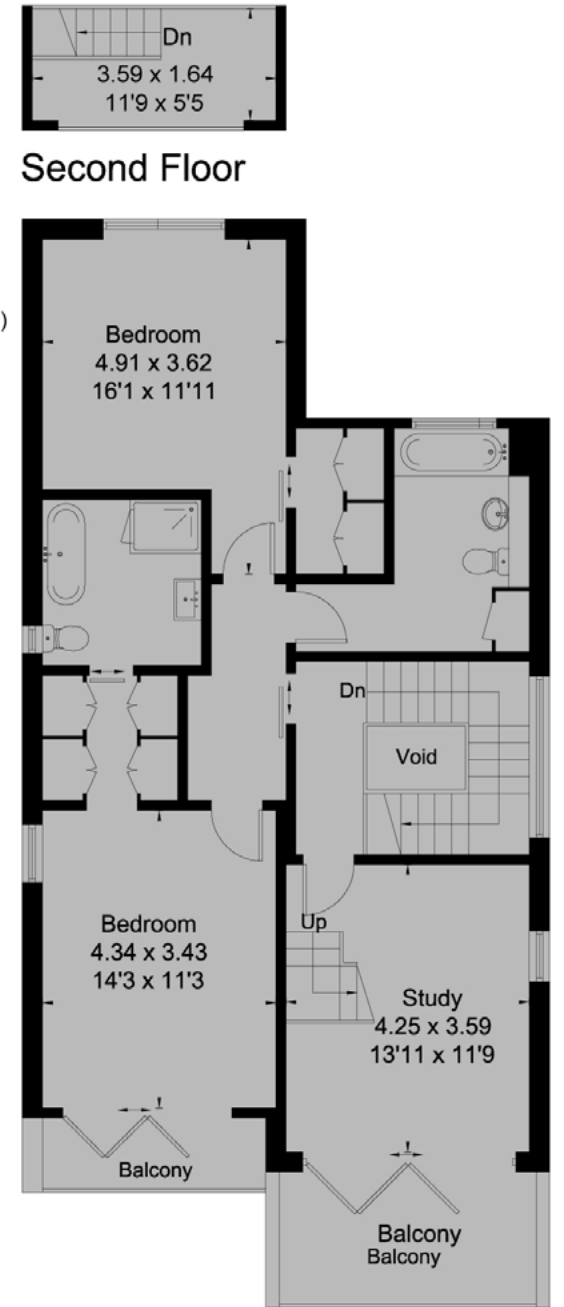 Dn
3.59 x 1.64
11'9 x 5'5
Second Floor
)
Bedroom
4.91 x 3.62
16'1 x 11'11
Dn
Void
Up
Bedroom
4.34 x 3.43
14'3 x 11'3
Study
4.25 x 3.59
13'11 x 11'9
Balcony
Balcony
Balcony